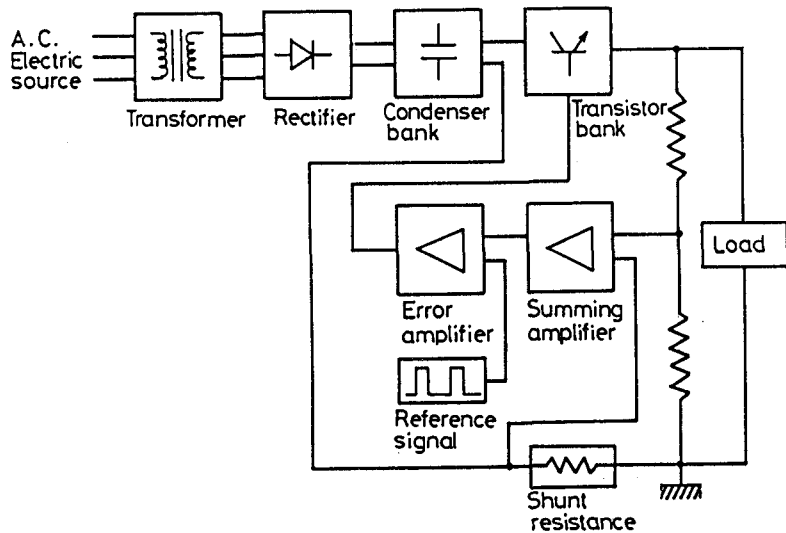 A.C.
Electric
source
Transformer
Rectifier
Condenser
bank
Transistor
bank
Load
Error
amplifier
Summing
amplifier
Reference
signal
Shunt
resistance